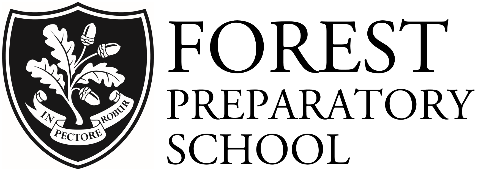 IN PECTORE ROBUR
FOREST
PREPARATORY
SCHOOL